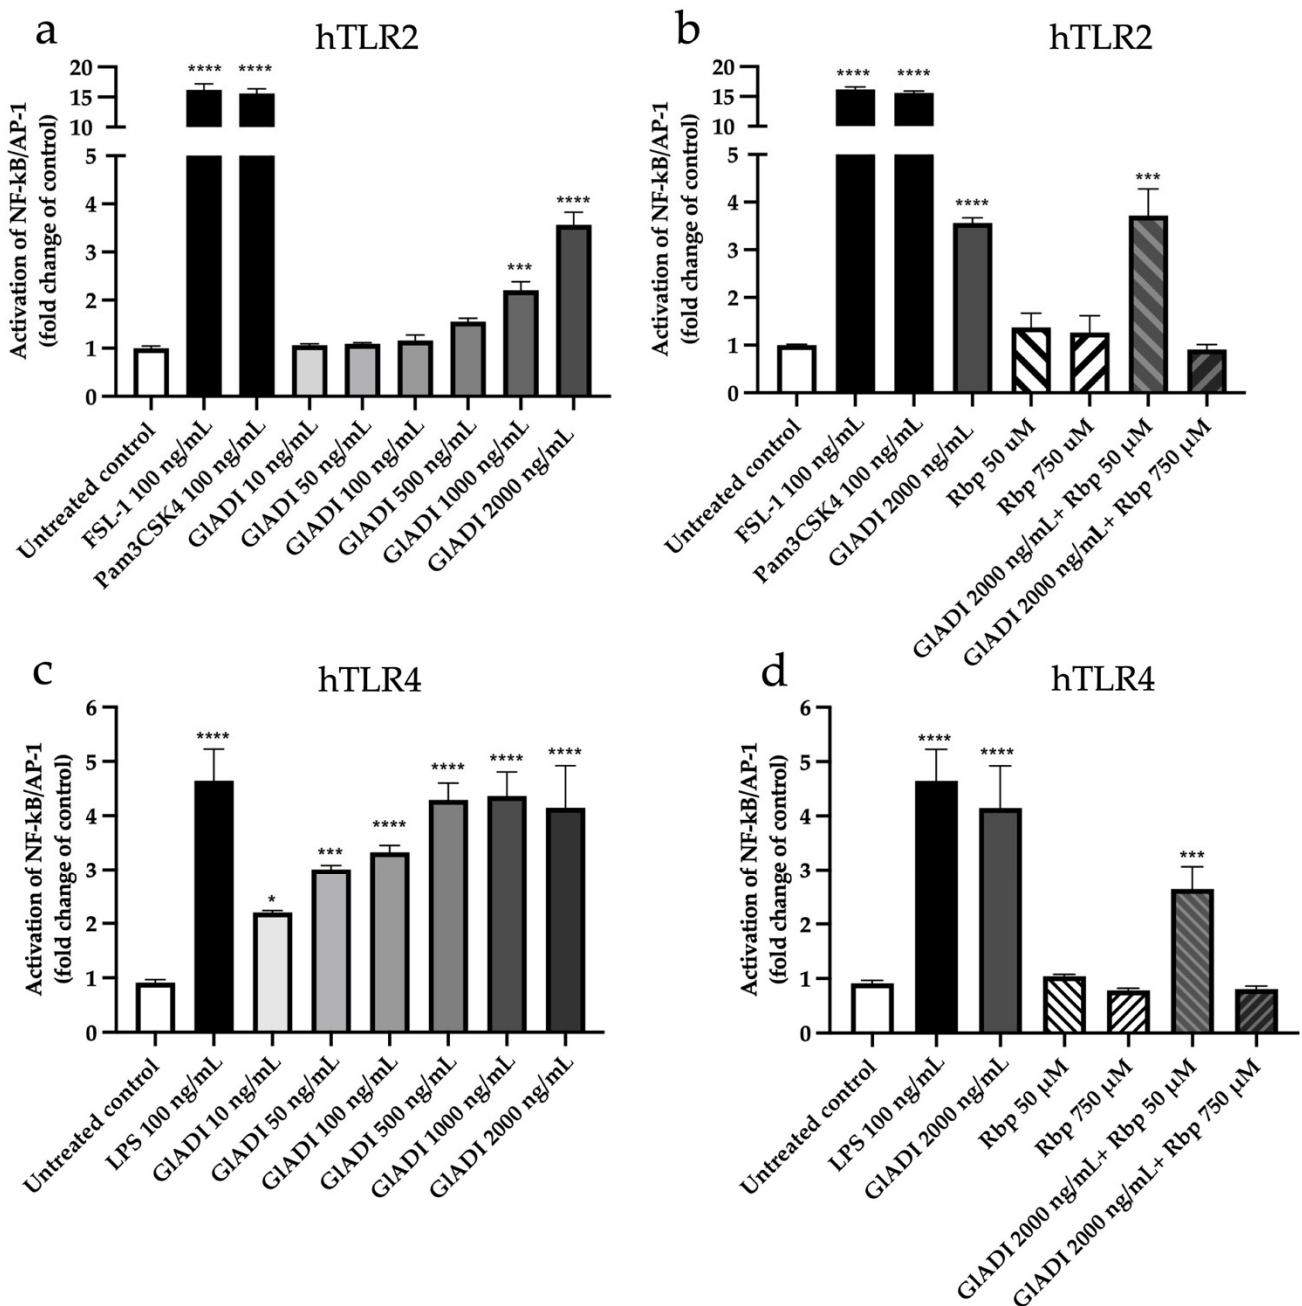 a
hTLR2
Activation of NF-kB/AP-1
(fold change of control)
20
15
10
5
4
3
2
1
0
****
****
***
****
Untreated control
FSL-1 100 ng/mL
Pam3CSK4 100 ng/mL
GlADI 10 ng/mL
GlADI 50 ng/mL
GlADI 100 ng/mL
GlADI 500 ng/mL
GlADI 1000 ng/mL
GlADI 2000 ng/mL
b
hTLR2
Activation of NF-kB/AP-1
(fold change of control)
20
15
10
5
4
3
2
1
0
****
****
****
***
Untreated control
FSL-1 100 ng/mL
Pam3CSK4 100 ng/mL
GlADI 2000 ng/mL
Rbp 50 uM
Rbp 750 uM
GlADI 2000 ng/mL+ Rbp 50 µM
GlADI 2000 ng/mL+ Rbp 750 µM
c
hTLR4
Activation of NF-kB/AP-1
(fold change of control)
6
5
4
3
2
1
0
****
*
***
****
****
****
****
Untreated control
LPS 100 ng/mL
GlADI 10 ng/mL
GlADI 50 ng/mL
GlADI 100 ng/mL
GlADI 500 ng/mL
GlADI 1000 ng/mL
GlADI 2000 ng/mL
d
hTLR4
Activation of NF-kB/AP-1
(fold change of control)
6
5
4
3
2
1
0
****
****
***
Untreated control
LPS 100 ng/mL
GlADI 2000 ng/mL
Rbp 50 µM
Rbp 750 µM
GlADI 2000 ng/mL+ Rbp 50 µM
GlADI 2000 ng/mL+ Rbp 750 µM